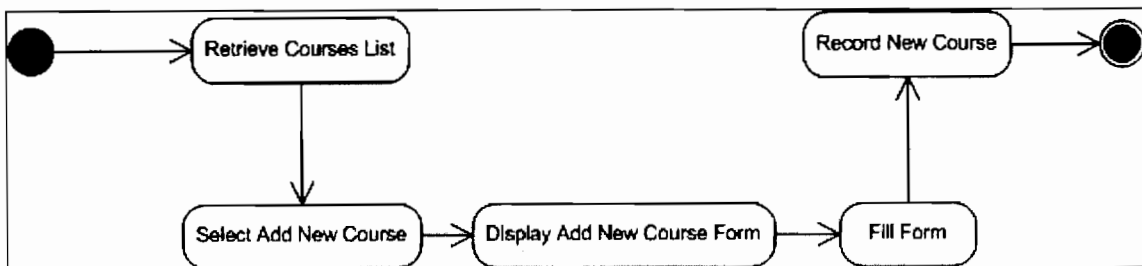 Retrieve Courses List
Record New Course
Select Add New Course
Display Add New Course Form
Fill Form